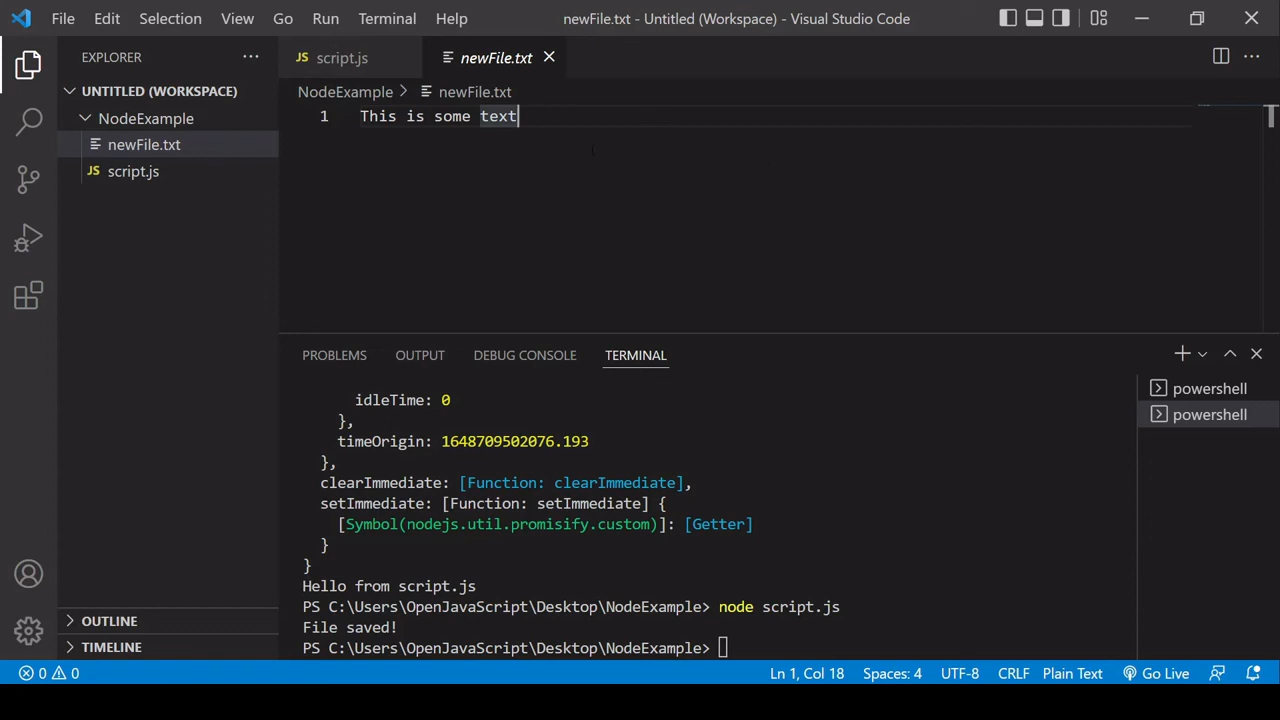 File Edit Selection View Go Run Terminal Help newFile.txt - Untitled (Workspace) - Visual Studio Code
EXPLORER
UNTITLED (WORKSPACE)
NodeExample
newFile.txt
JS script.js
OUTLINE
TIMELINE
JS script.js newFile.txt
NodeExample > newFile.txt
1 This is some text
PROBLEMS OUTPUT DEBUG CONSOLE TERMINAL
idleTime: 0
},
timeOrigin: 1648709502076.193
},
clearImmediate: [Function: clearImmediate],
setImmediate: [Function: setImmediate] {
[Symbol(nodejs.util.promisify.custom)]: [Getter]
}
}
Hello from script.js
PS C:\Users\OpenJavaScript\Desktop\NodeExample> node script.js
File saved!
PS C:\Users\OpenJavaScript\Desktop\NodeExample>
powershell
powershell
0 0 Ln 1, Col 18 Spaces: 4 UTF-8 CRLF Plain Text Go Live